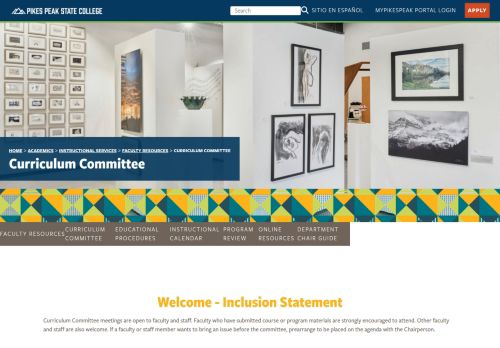 PIKES PEAK STATE COLLEGE
Search
SITIO EN ESPAÑOL
MYPIKESPEAK PORTAL LOGIN
APPLY
HOME > ACADEMICS > INSTRUCTIONAL SERVICES > FACULTY RESOURCES > CURRICULUM COMMITTEE
Curriculum Committee
FACULTY RESOURCES
CURRICULUM
COMMITTEE
EDUCATIONAL
PROCEDURES
INSTRUCTIONAL
CALENDAR
PROGRAM
REVIEW
ONLINE
RESOURCES
DEPARTMENT
CHAIR GUIDE
Welcome - Inclusion Statement
Curriculum Committee meetings are open to faculty and staff. Faculty who have submitted course or program materials are strongly encouraged to attend. Other faculty
and staff are also welcome. If a faculty or staff member wants to bring an issue before the committee, prearrange to be placed on the agenda with the Chairperson.